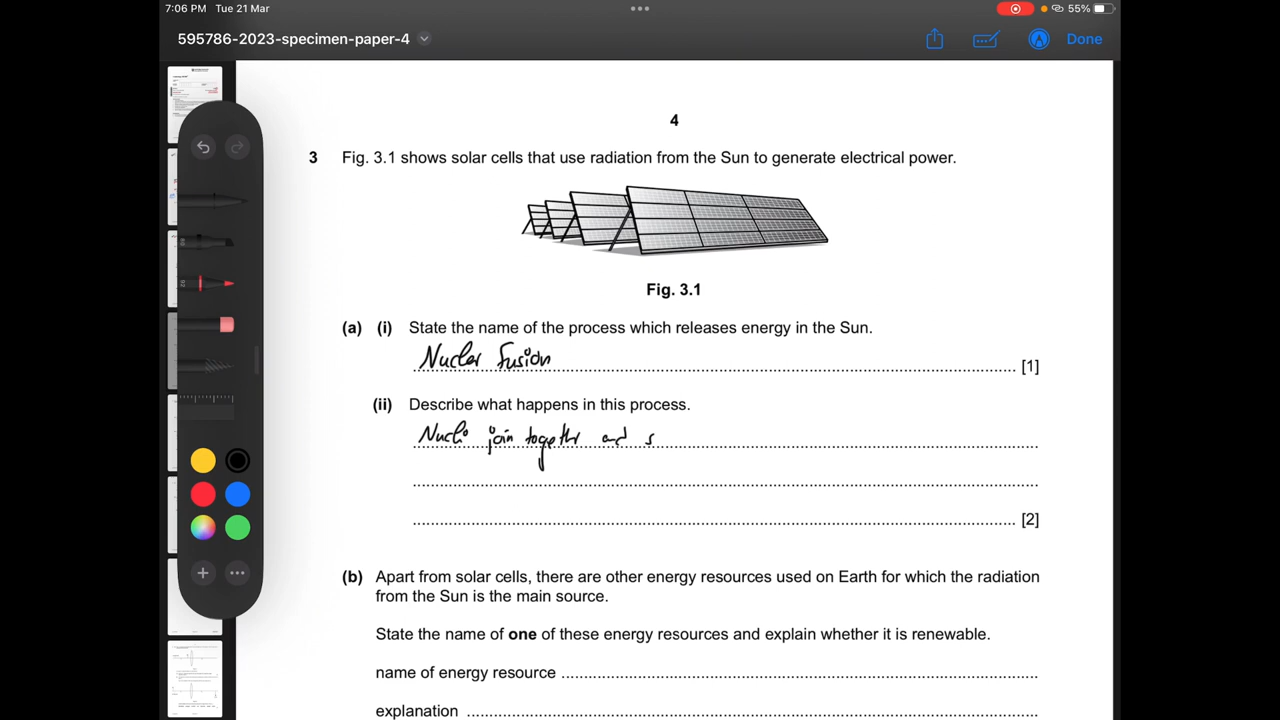 7:06 PM Tue 21 Mar
55%
595786-2023-specimen-paper-4
Done
4
3 Fig. 3.1 shows solar cells that use radiation from the Sun to generate electrical power.
Fig. 3.1
(a) (i) State the name of the process which releases energy in the Sun.
Nucler fusion
[1]
(ii) Describe what happens in this process.
Nuclei join together and s
[2]
(b) Apart from solar cells, there are other energy resources used on Earth for which the radiation
from the Sun is the main source.
State the name of one of these energy resources and explain whether it is renewable.
name of energy resource
explanation